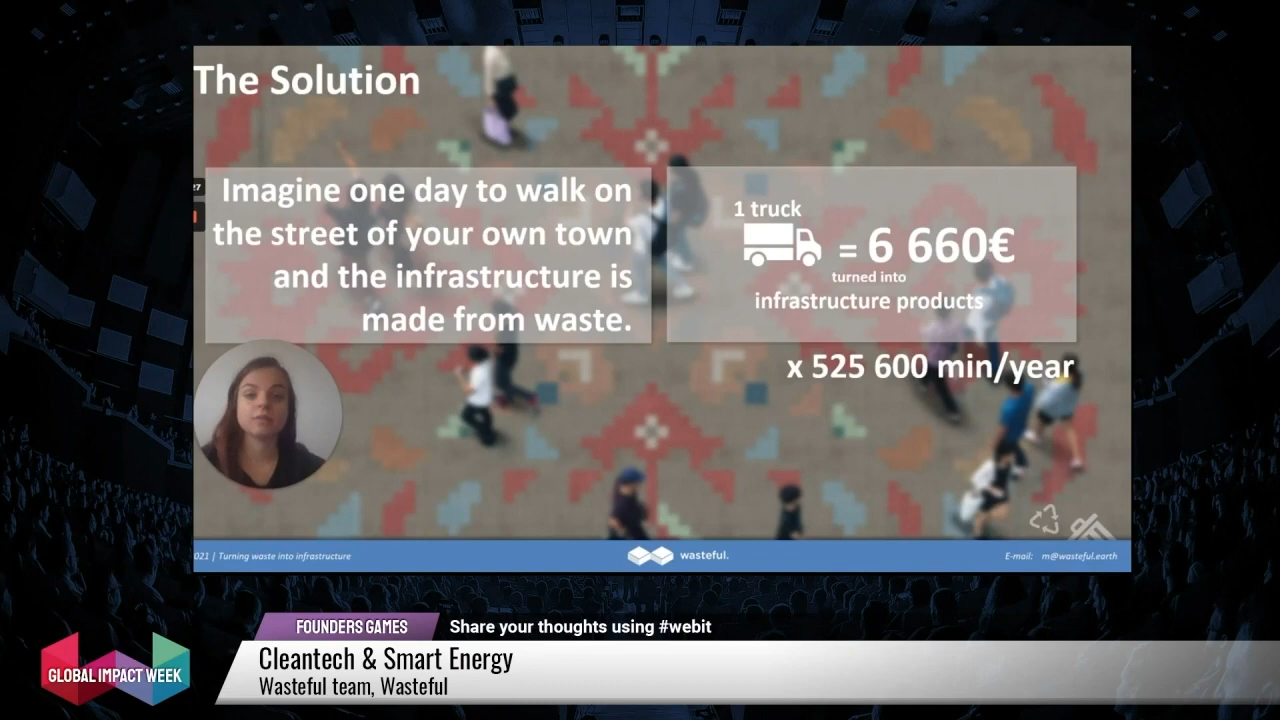 The Solution
27
Imagine one day to walk on
the street of your own town
and the infrastructure is
made from waste.
1 truck
= 6 660€
turned into
infrastructure products
x 525 600 min/year
021 | Turning waste into infrastructure
wasteful.
E-mail: m@wasteful.earth
FOUNDERS GAMES
Share your thoughts using #webit
GLOBAL IMPACT WEEK
Cleantech & Smart Energy
Wasteful team, Wasteful